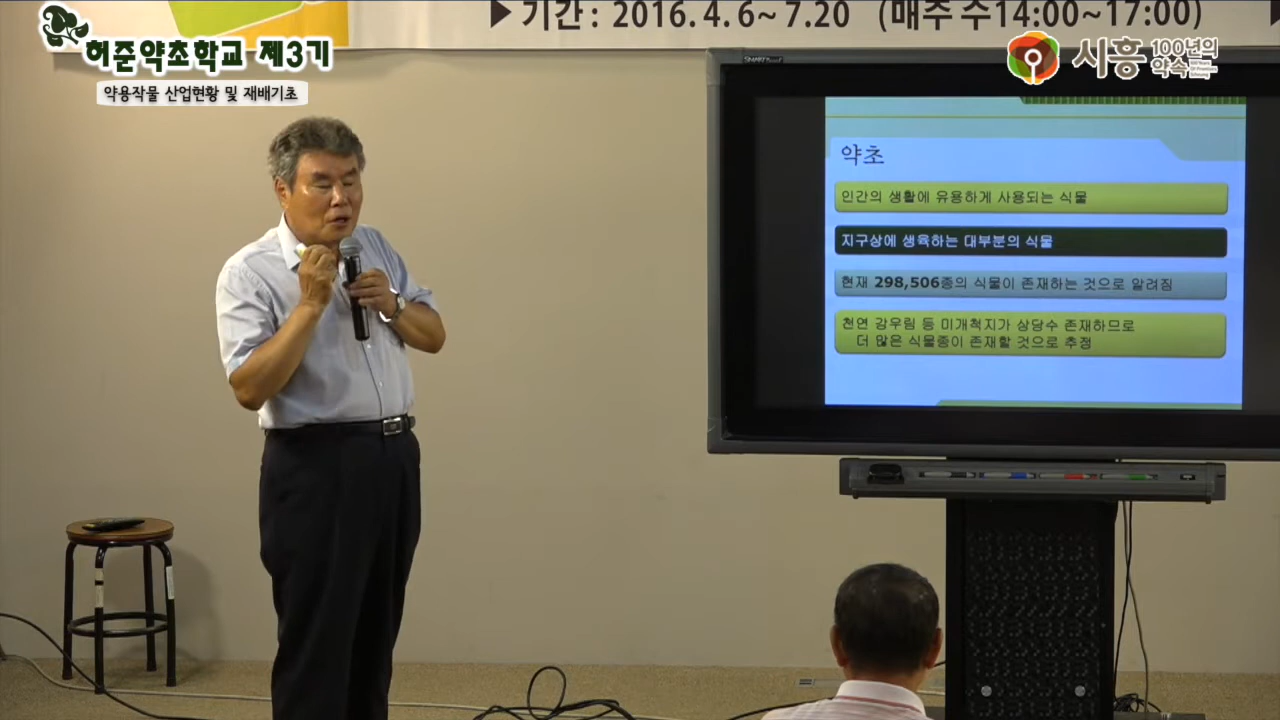 ▶ 기간 : 2016. 4. 6~ 7.20 (매주 수14:00~17:00)
허준약초학교 제3기
약용작물 산업현황 및 재배기초
시흥 100년의 약속
SMART Board
약초
인간의 생활에 유용하게 사용되는 식물
지구상에 생육하는 대부분의 식물
현재 298,506종의 식물이 존재하는 것으로 알려짐
천연 강우림 등 미개척지가 상당수 존재하므로
더 많은 식물종이 존재할 것으로 추정